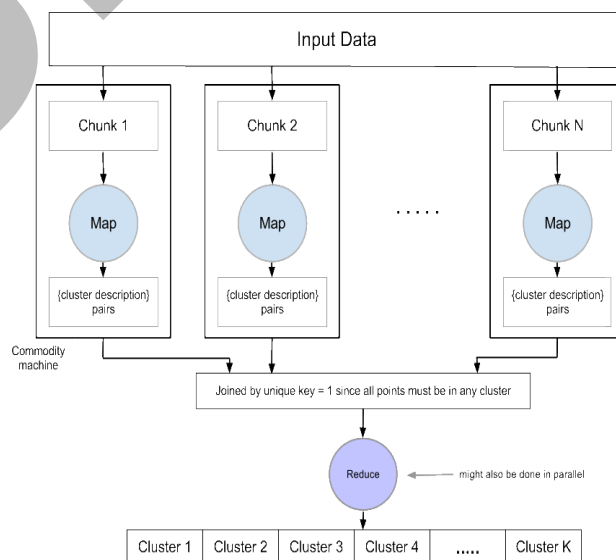 Input Data
Chunk 1
Chunk 2
Chunk N
Map
Map
.....
Map
{cluster description}
pairs
{cluster description}
pairs
{cluster description}
pairs
Commodity
machine
Joined by unique key = 1 since all points must be in any cluster
Reduce
might also be done in parallel
Cluster 1
Cluster 2
Cluster 3
Cluster 4
.....
Cluster K